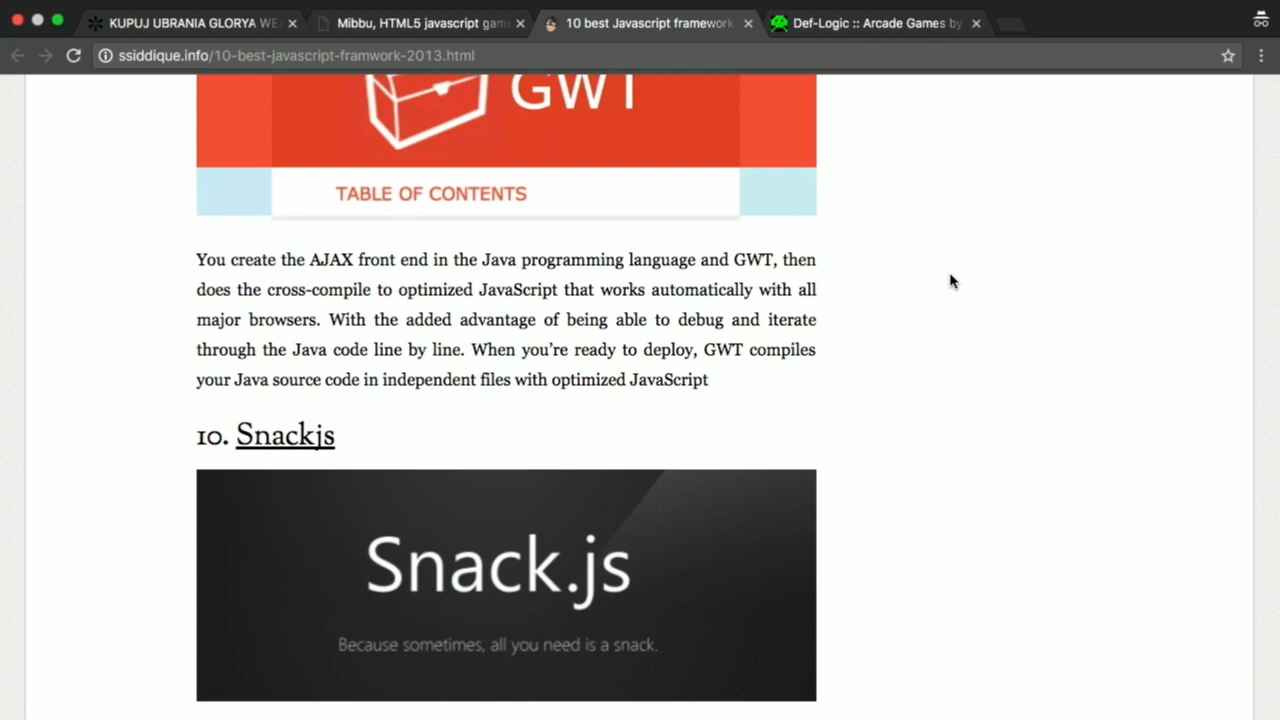 KUPUJ UBRANIA GLORYA WEA
Mibbu, HTML5 javascript game
10 best Javascript framework
Def-Logic :: Arcade Games by
ssiddique.info/10-best-javascript-framwork-2013.html
GWT
TABLE OF CONTENTS
You create the AJAX front end in the Java programming language and GWT, then
does the cross-compile to optimized JavaScript that works automatically with all
major browsers. With the added advantage of being able to debug and iterate
through the Java code line by line. When you’re ready to deploy, GWT compiles
your Java source code in independent files with optimized JavaScript
10. Snackjs
Snack.js
Because sometimes, all you need is a snack.